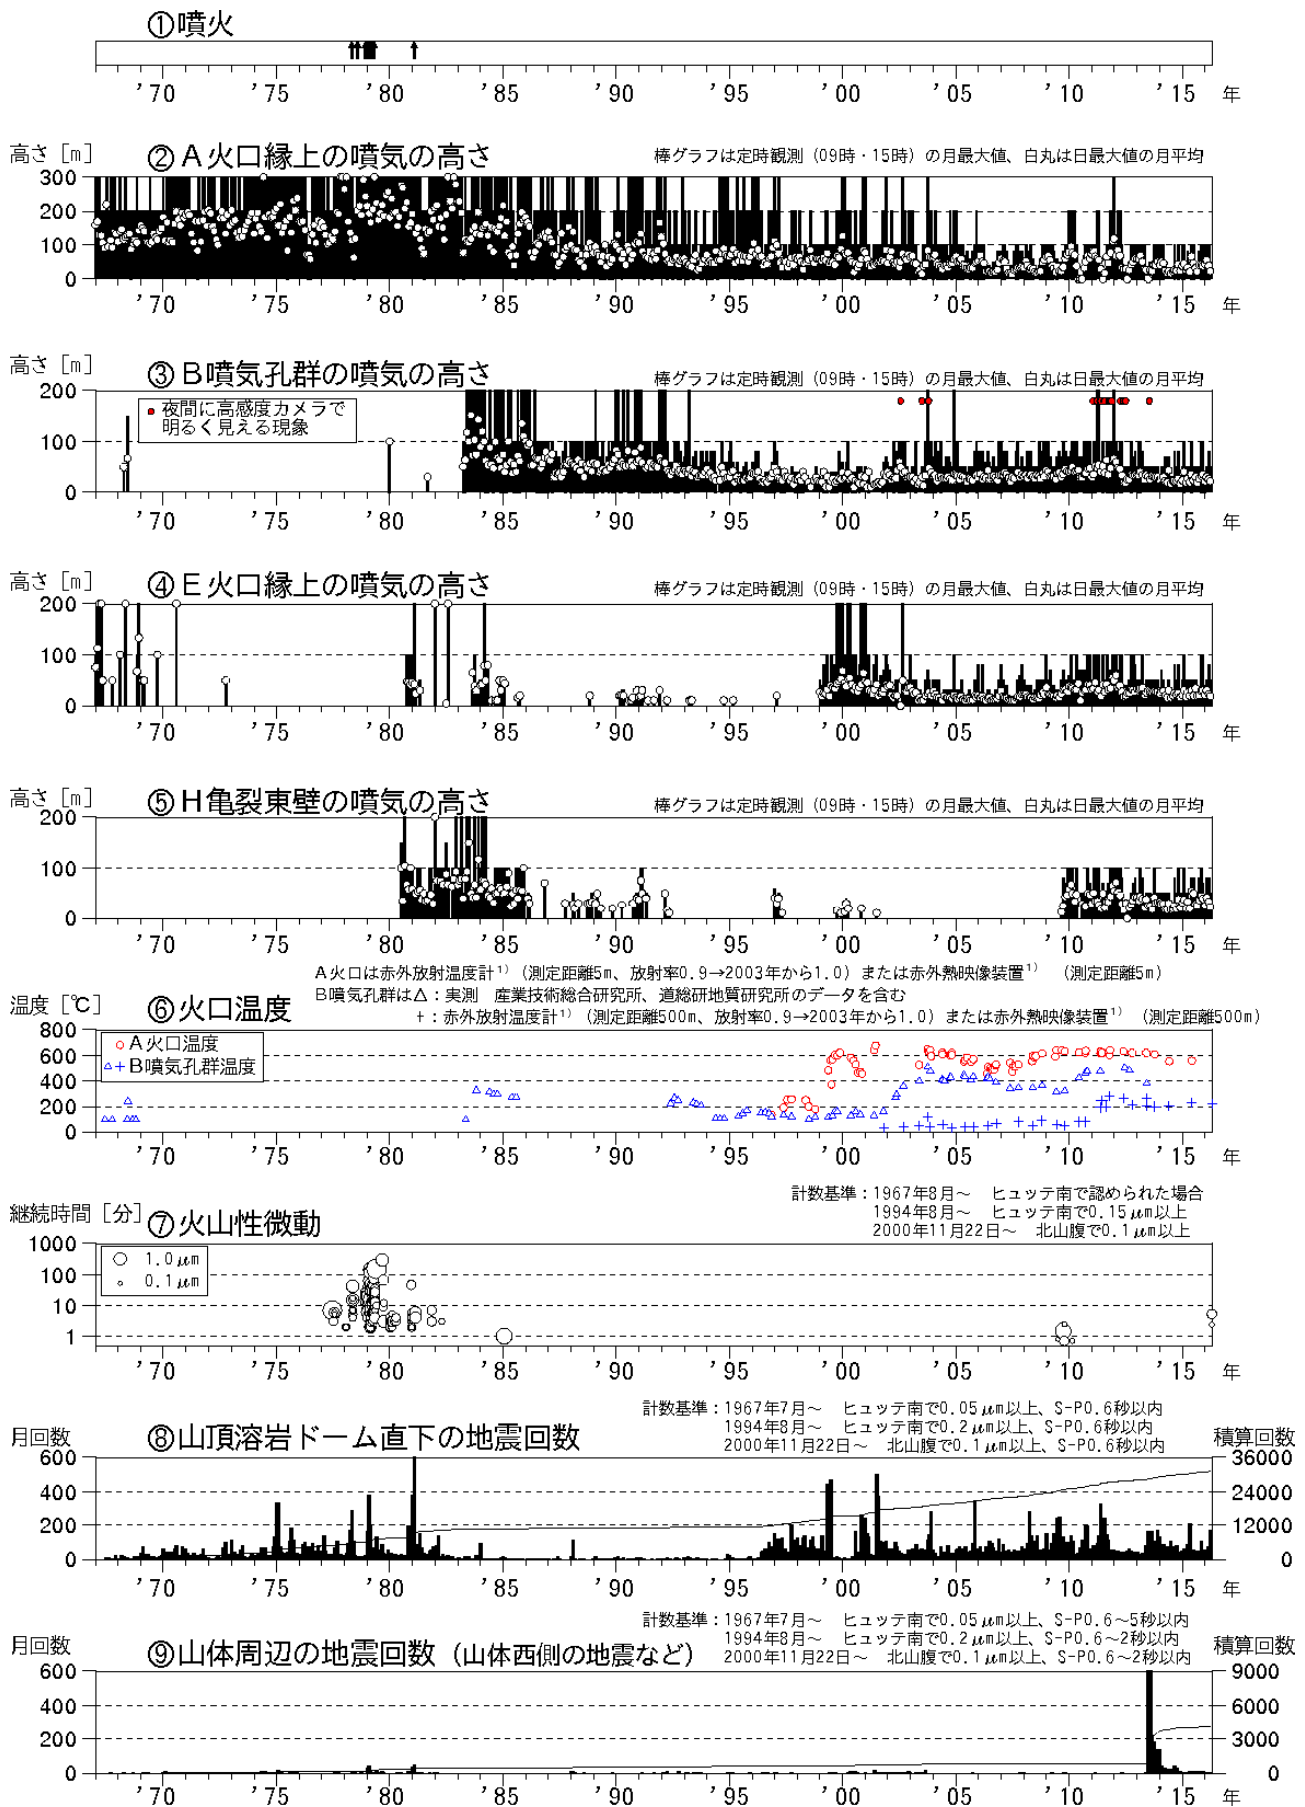 ①噴火
'70 '75 '80 '85 '90 '95 '00 '05 '10 '15 年
高さ [m] ②A火口縁上の噴気の高さ 棒グラフは定時観測（09時・15時）の月最大値、白丸は日最大値の月平均
300
200
100
0
'70 '75 '80 '85 '90 '95 '00 '05 '10 '15 年
高さ [m] ③B噴気孔群の噴気の高さ 棒グラフは定時観測（09時・15時）の月最大値、白丸は日最大値の月平均
200
夜間に高感度カメラで
明るく見える現象
100
0
'70 '75 '80 '85 '90 '95 '00 '05 '10 '15 年
高さ [m] ④E火口縁上の噴気の高さ 棒グラフは定時観測（09時・15時）の月最大値、白丸は日最大値の月平均
200
100
0
'70 '75 '80 '85 '90 '95 '00 '05 '10 '15 年
高さ [m] ⑤H亀裂東壁の噴気の高さ 棒グラフは定時観測（09時・15時）の月最大値、白丸は日最大値の月平均
200
100
0
'70 '75 '80 '85 '90 '95 '00 '05 '10 '15 年
A火口は赤外放射温度計1）（測定距離5m、放射率0.9→2003年から1.0）または赤外熱映像装置1）（測定距離5m）
B噴気孔群は△：実測 産業技術総合研究所、道総研地質研究所のデータを含む
＋：赤外放射温度計1）（測定距離500m、放射率0.9→2003年から1.0）または赤外熱映像装置1）（測定距離500m）
温度 [℃] ⑥火口温度
800
○A火口温度
600
△＋B噴気孔群温度
400
200
0
'70 '75 '80 '85 '90 '95 '00 '05 '10 '15 年
計数基準：1967年8月～ ヒュッテ南で認められた場合
1994年8月～ ヒュッテ南で0.15μm以上
2000年11月22日～ 北山腹で0.1μm以上
継続時間 [分] ⑦火山性微動
1000
○ 1.0μm
100
○ 0.1μm
10
1
'70 '75 '80 '85 '90 '95 '00 '05 '10 '15 年
計数基準：1967年7月～ ヒュッテ南で0.05μm以上、S-P0.6秒以内
1994年8月～ ヒュッテ南で0.2μm以上、S-P0.6秒以内
2000年11月22日～ 北山腹で0.1μm以上、S-P0.6秒以内
月回数 ⑧山頂溶岩ドーム直下の地震回数 積算回数
600 36000
400 24000
200 12000
0 0
'70 '75 '80 '85 '90 '95 '00 '05 '10 '15 年
計数基準：1967年7月～ ヒュッテ南で0.05μm以上、S-P0.6～5秒以内
1994年8月～ ヒュッテ南で0.2μm以上、S-P0.6～2秒以内
2000年11月22日～ 北山腹で0.1μm以上、S-P0.6～2秒以内
月回数 ⑨山体周辺の地震回数（山体西側の地震など） 積算回数
600 9000
400 6000
200 3000
0 0
'70 '75 '80 '85 '90 '95 '00 '05 '10 '15 年